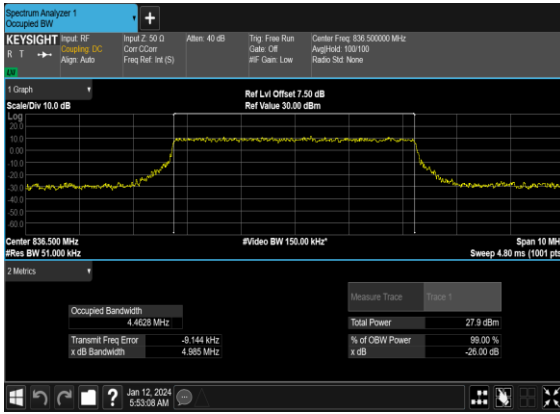 Spectrum Analyzer 1
Occupied BW
+
KEYSIGHT Input: RF Input Z: 50 Ω Atten: 40 dB Trig: Free Run Center Freq: 836.500000 MHz
R T Coupling: DC Corr CCorr Gate: Off Avg|Hold: 100/100
Align: Auto Freq Ref: Int (S) #IF Gain: Low Radio Std: None
LW
1 Graph
Ref Lvl Offset 7.50 dB
Scale/Div 10.0 dB Ref Value 30.00 dBm
Log
20.0
10.0
0.00
-10.0
-20.0
-30.0
-40.0
-50.0
-60.0
Center 836.500 MHz #Video BW 150.00 kHz* Span 10 MH
#Res BW 51.000 kHz Sweep 4.80 ms (1001 pts
2 Metrics
Measure Trace Trace 1
Occupied Bandwidth
4.4628 MHz
Total Power 27.9 dBm
Transmit Freq Error -9.144 kHz % of OBW Power 99.00 %
x dB Bandwidth 4.985 MHz x dB -26.00 dB
? Jan 12, 2024
5:53:08 AM